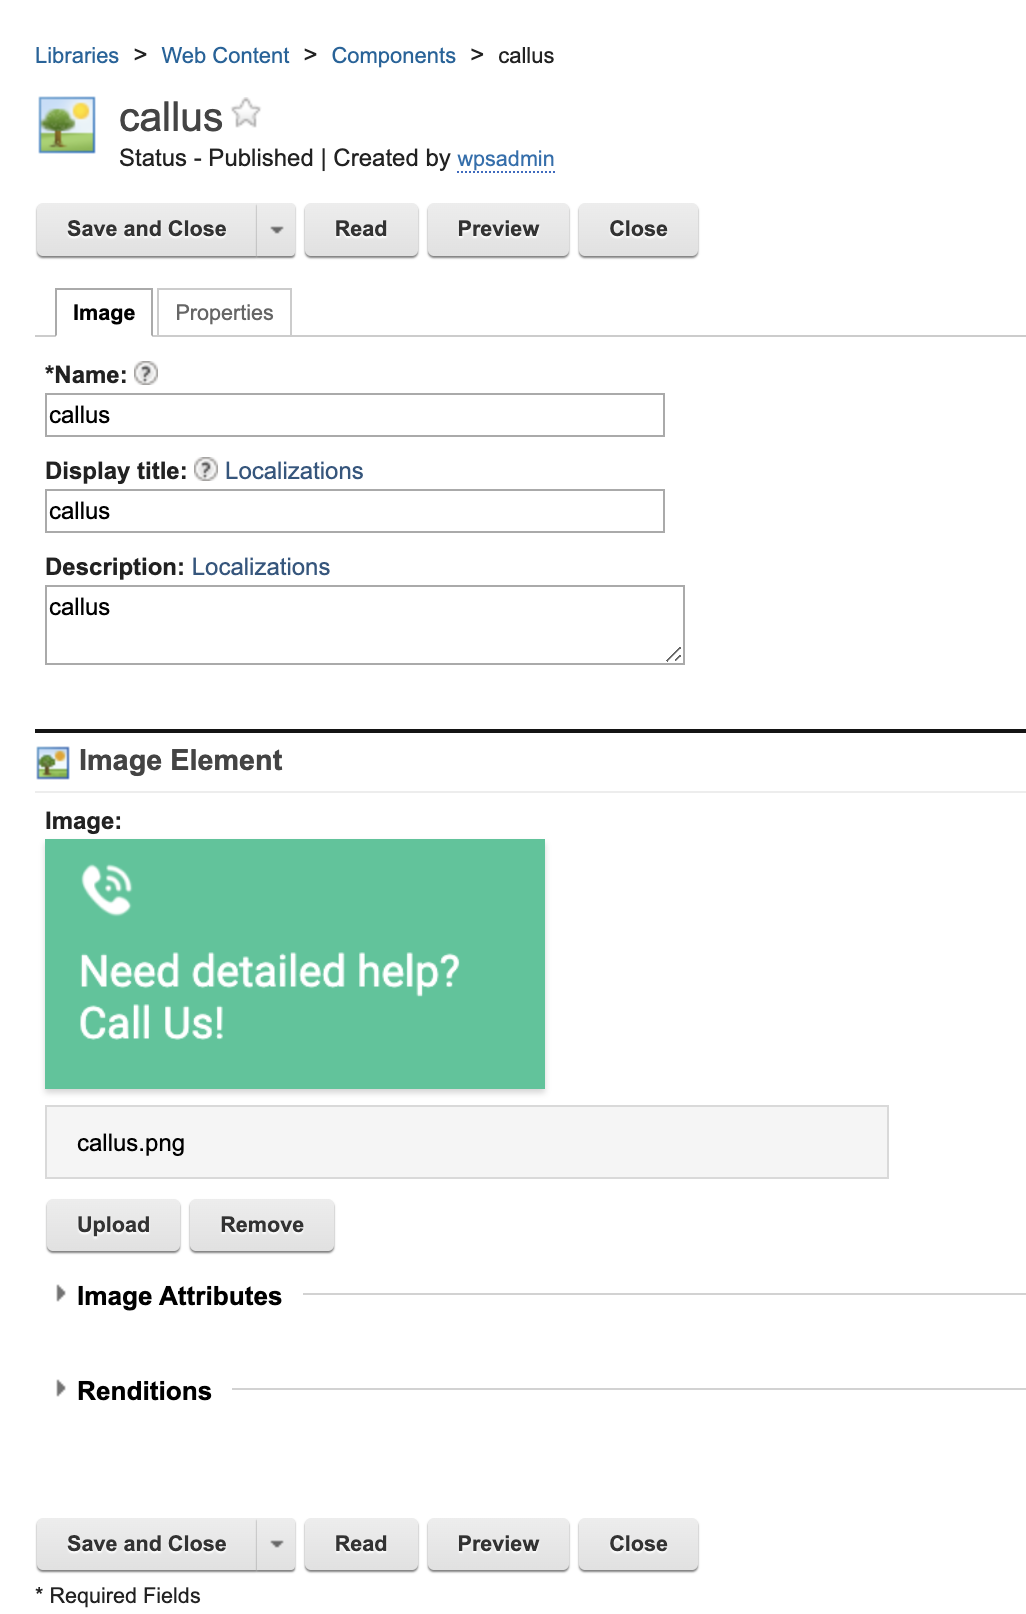 Libraries > Web Content > Components > callus
callus
Status - Published | Created by wpsadmin
Save and Close Read Preview Close
Image Properties
*Name: ?
callus
Display title: ? Localizations
callus
Description: Localizations
callus
Image Element
Image:
Need detailed help?
Call Us!
callus.png
Upload Remove
Image Attributes
Renditions
Save and Close Read Preview Close
* Required Fields